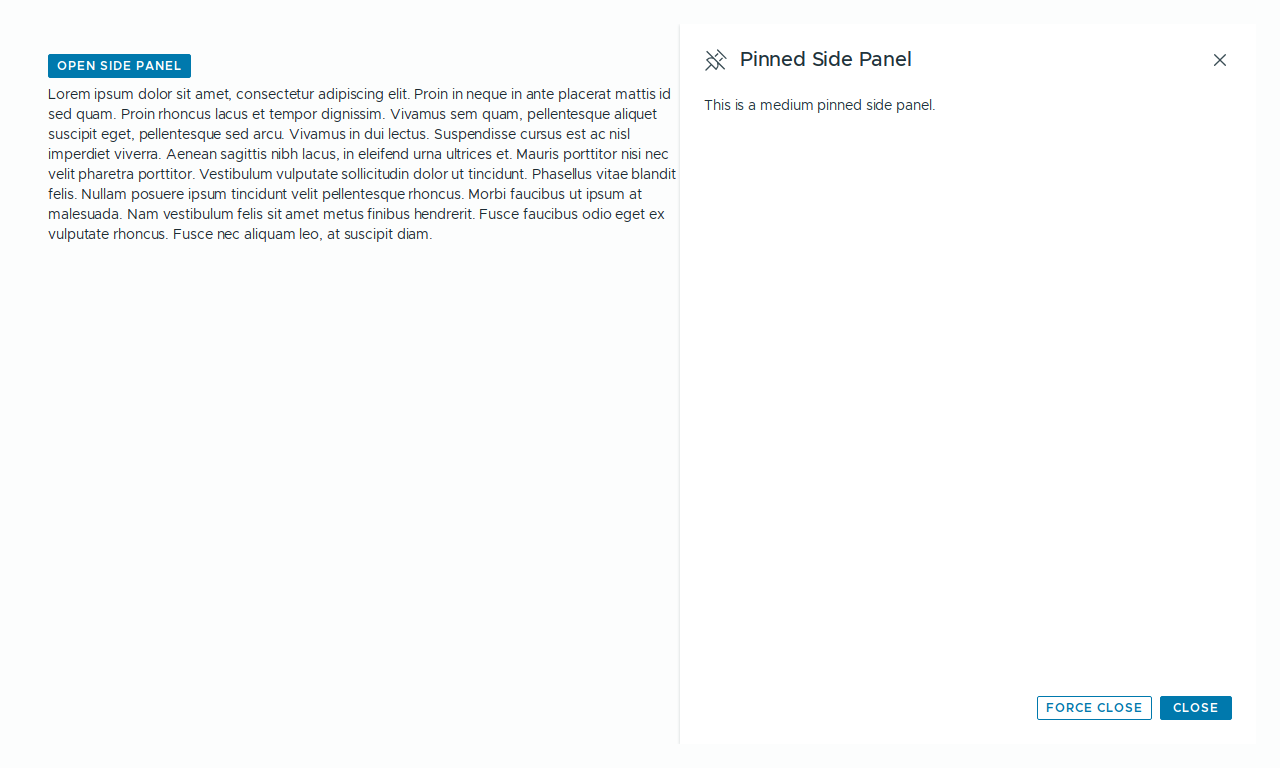 OPEN SIDE PANEL
Lorem ipsum dolor sit amet, consectetur adipiscing elit. Proin in neque in ante placerat mattis id
sed quam. Proin rhoncus lacus et tempor dignissim. Vivamus sem quam, pellentesque aliquet
suscipit eget, pellentesque sed arcu. Vivamus in dui lectus. Suspendisse cursus est ac nisl
imperdiet viverra. Aenean sagittis nibh lacus, in eleifend urna ultrices et. Mauris porttitor nisi nec
velit pharetra porttitor. Vestibulum vulputate sollicitudin dolor ut tincidunt. Phasellus vitae blandit
felis. Nullam posuere ipsum tincidunt velit pellentesque rhoncus. Morbi faucibus ut ipsum at
malesuada. Nam vestibulum felis sit amet metus finibus hendrerit. Fusce faucibus odio eget ex
vulputate rhoncus. Fusce nec aliquam leo, at suscipit diam.
Pinned Side Panel
This is a medium pinned side panel.
FORCE CLOSE
CLOSE